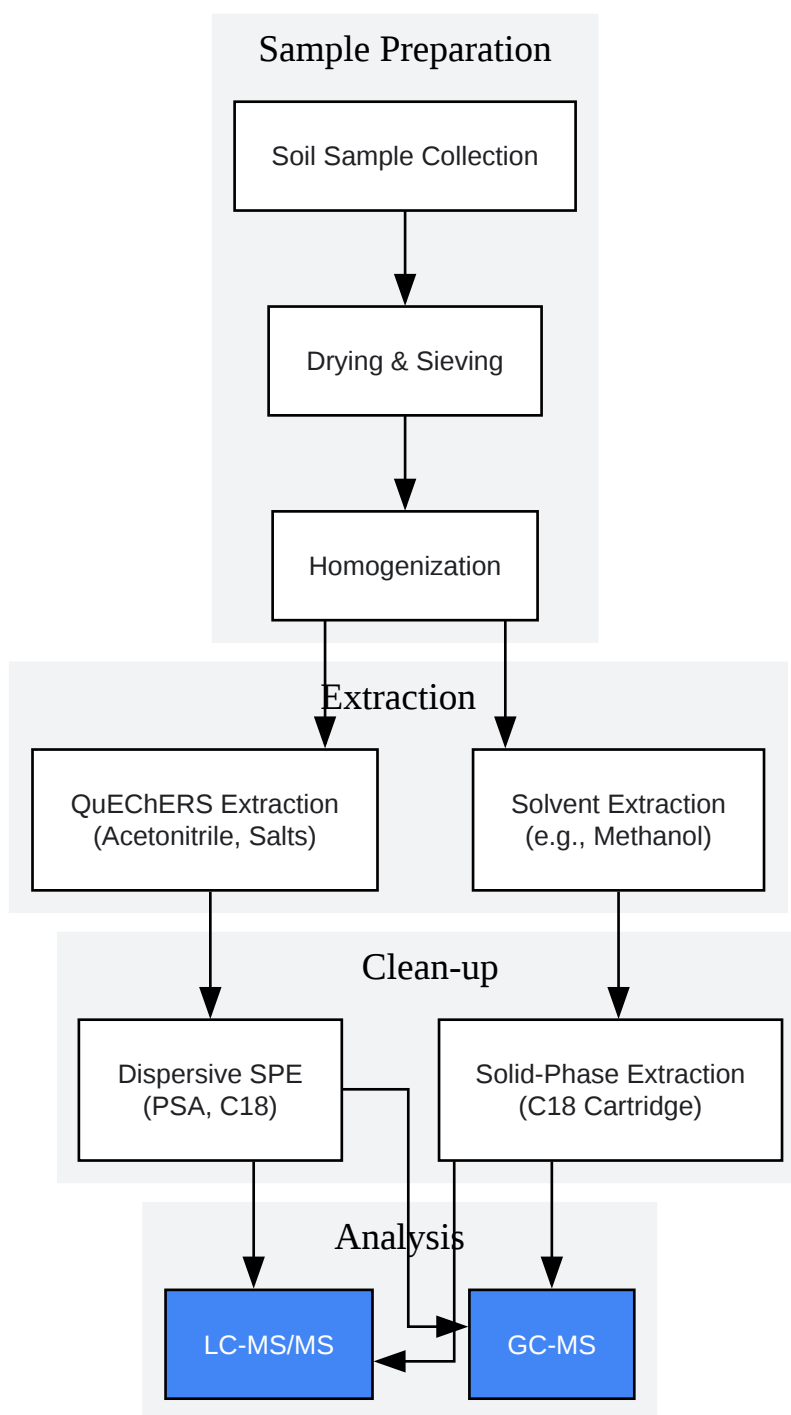 Sample Preparation
Soil Sample Collection
Drying & Sieving
Homogenization
Extraction
QuEChERS Extraction
(Acetonitrile, Salts)
Solvent Extraction
(e.g., Methanol)
Clean-up
Dispersive SPE
(PSA, C18)
Solid-Phase Extraction
(C18 Cartridge)
Analysis
LC-MS/MS
GC-MS